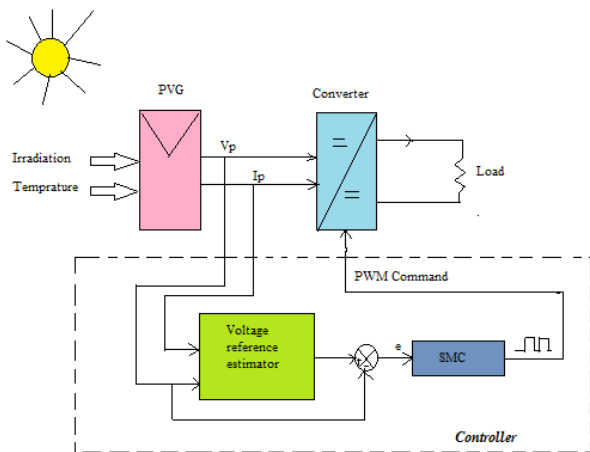 PVG
Converter
Irradiation
Temprature
Vp
Ip
Load
PWM Command
Voltage
reference
estimator
+
-
e
SMC
Controller